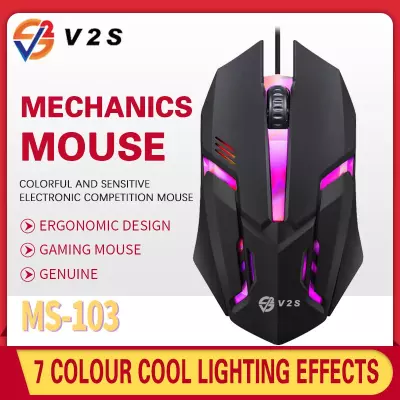 V2S
MECHANICS
MOUSE
COLORFUL AND SENSITIVE
ELECTRONIC COMPETITION MOUSE
ERGONOMIC DESIGN
GAMING MOUSE
GENUINE
MS-103
V2S
7 COLOUR COOL LIGHTING EFFECTS